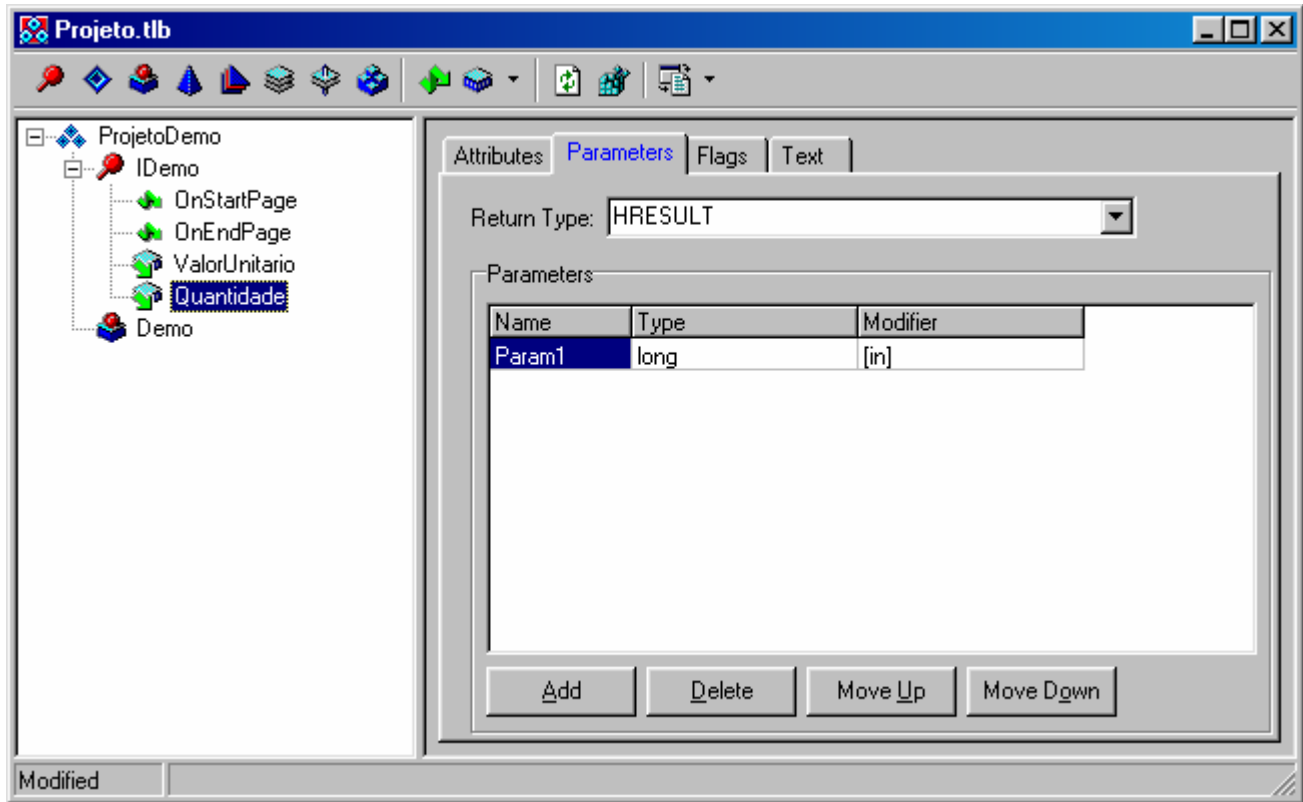 Projeto.tlb
ProjetoDemo
IDemo
OnStartPage
OnEndPage
ValorUnitario
Quantidade
Demo
Attributes Parameters Flags Text
Return Type: HRESULT
Parameters
Name Type Modifier
Param1 long [in]
Add Delete Move Up Move Down
Modified